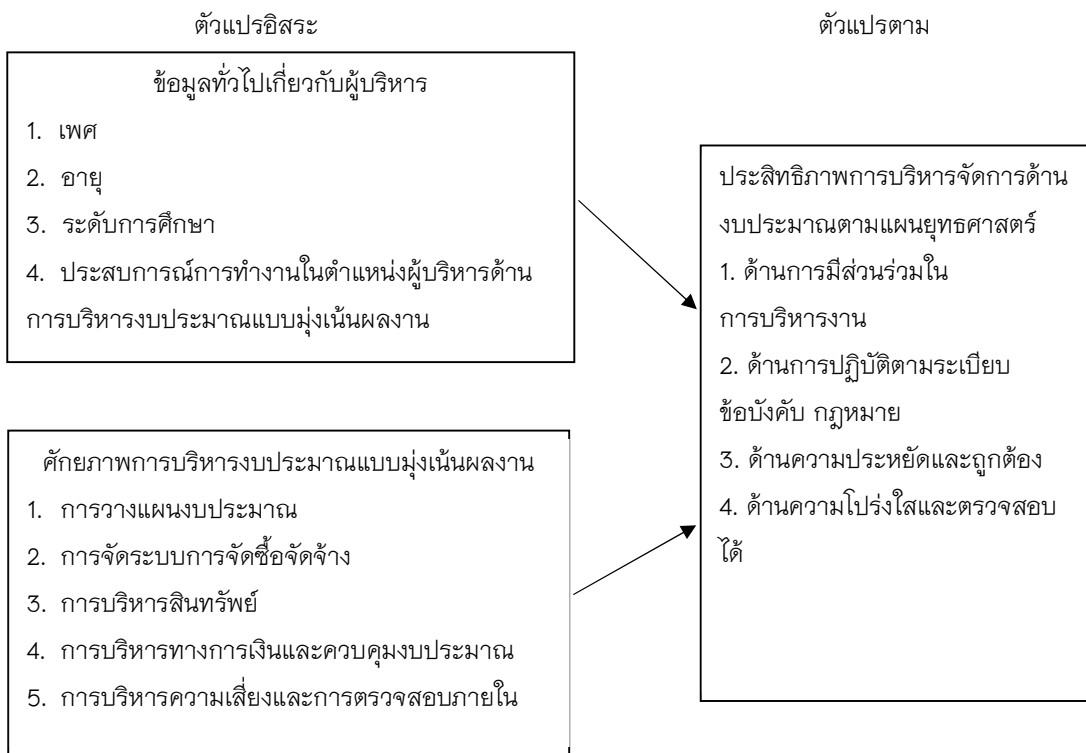 ตัวแปรอิสระ
ตัวแปรตาม
ข้อมูลทั่วไปเกี่ยวกับผู้บริหาร
1. เพศ
2. อายุ
3. ระดับการศึกษา
4. ประสบการณ์การทำงานในตำแหน่งผู้บริหารด้าน
การบริหารงบประมาณแบบมุ่งเน้นผลงาน
ศักยภาพการบริหารงบประมาณแบบมุ่งเน้นผลงาน
1. การวางแผนงบประมาณ
2. การจัดระบบการจัดซื้อจัดจ้าง
3. การบริหารสินทรัพย์
4. การบริหารทางการเงินและควบคุมงบประมาณ
5. การบริหารความเสี่ยงและการตรวจสอบภายใน
ประสิทธิภาพการบริหารจัดการด้าน
งบประมาณตามแผนยุทธศาสตร์
1. ด้านการมีส่วนร่วมใน
การบริหารงาน
2. ด้านการปฏิบัติตามระเบียบ
ข้อบังคับ กฎหมาย
3. ด้านความประหยัดและถูกต้อง
4. ด้านความโปร่งใสและตรวจสอบ
ได้